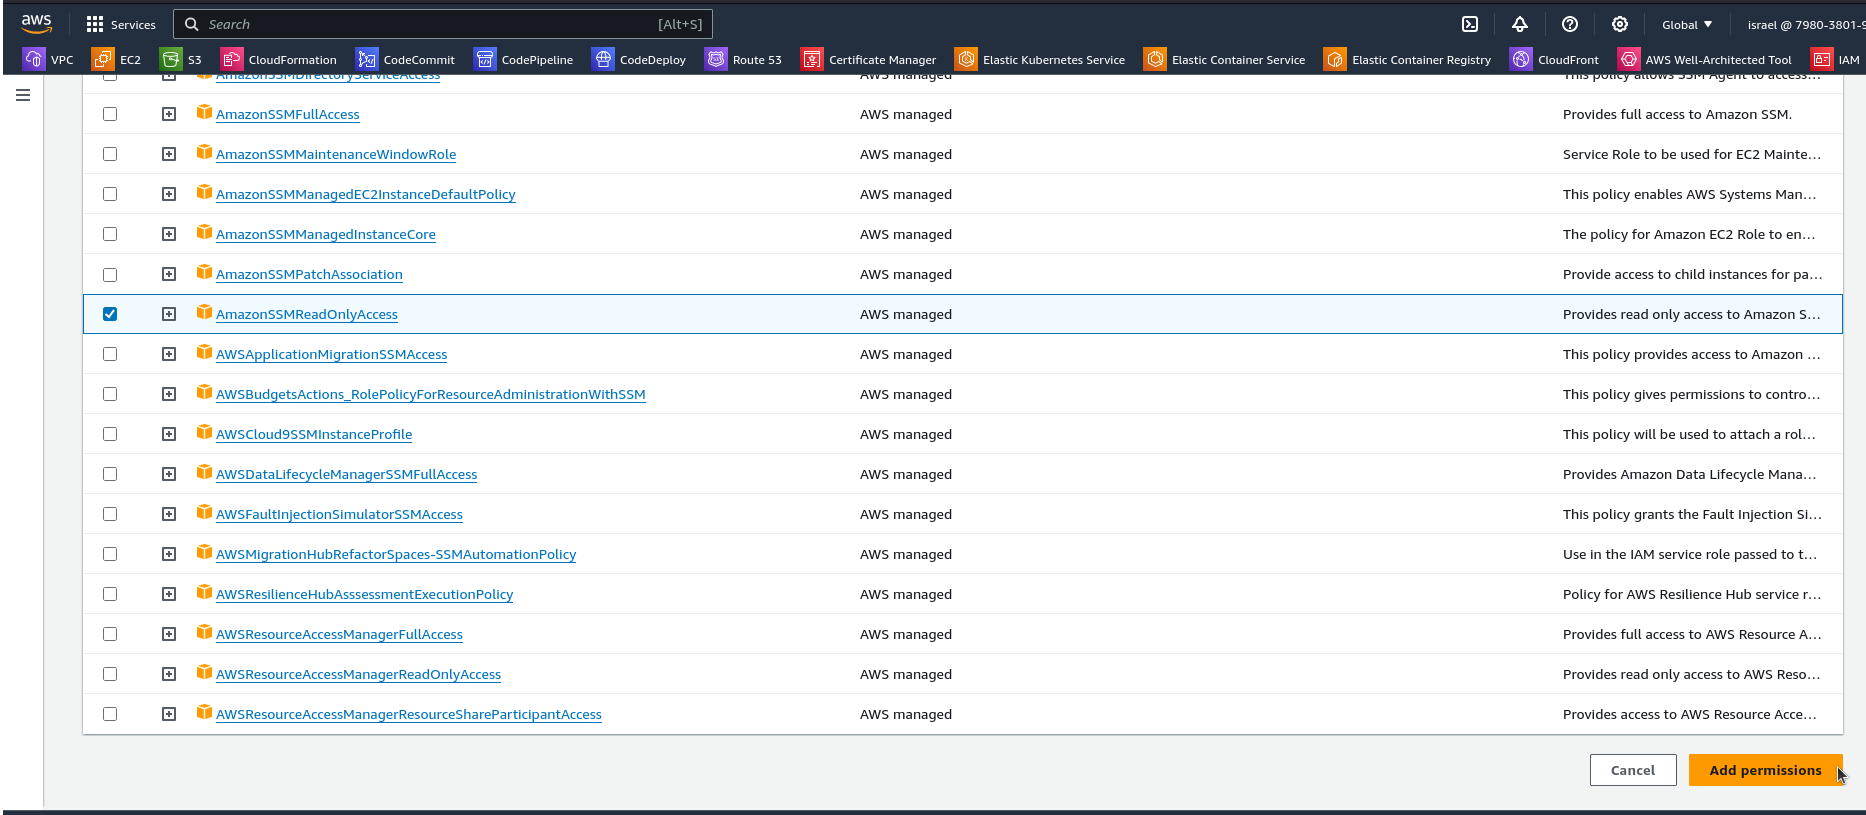 aws Services Search [Alt+S] Global israel @ 7980-3801-9
VPC EC2 S3 CloudFormation CodeCommit CodePipeline CodeDeploy Route 53 Certificate Manager Elastic Kubernetes Service Elastic Container Service Elastic Container Registry CloudFront AWS Well-Architected Tool IAM
AmazonSSMDirectoryServiceAccess AWS managed This policy allows SSM Agent to access...
AmazonSSMFullAccess AWS managed Provides full access to Amazon SSM.
AmazonSSMMaintenanceWindowRole AWS managed Service Role to be used for EC2 Mainte...
AmazonSSMManagedEC2InstanceDefaultPolicy AWS managed This policy enables AWS Systems Man...
AmazonSSMManagedInstanceCore AWS managed The policy for Amazon EC2 Role to en...
AmazonSSMPatchAssociation AWS managed Provide access to child instances for pa...
AmazonSSMReadOnlyAccess AWS managed Provides read only access to Amazon S...
AWSApplicationMigrationSSMAccess AWS managed This policy provides access to Amazon ...
AWSBudgetsActions_RolePolicyForResourceAdministrationWithSSM AWS managed This policy gives permissions to contro...
AWSCloud9SSMInstanceProfile AWS managed This policy will be used to attach a rol...
AWSDataLifecycleManagerSSMFullAccess AWS managed Provides Amazon Data Lifecycle Mana...
AWSFaultInjectionSimulatorSSMAccess AWS managed This policy grants the Fault Injection Si...
AWSMigrationHubRefactorSpaces-SSMAutomationPolicy AWS managed Use in the IAM service role passed to t...
AWSResilienceHubAsssessmentExecutionPolicy AWS managed Policy for AWS Resilience Hub service r...
AWSResourceAccessManagerFullAccess AWS managed Provides full access to AWS Resource A...
AWSResourceAccessManagerReadOnlyAccess AWS managed Provides read only access to AWS Reso...
AWSResourceAccessManagerResourceShareParticipantAccess AWS managed Provides access to AWS Resource Acce...
Cancel Add permissions